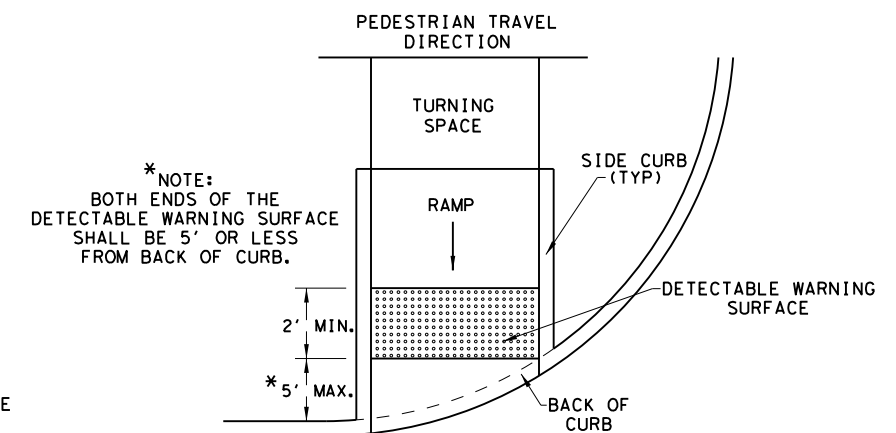 PEDESTRIAN TRAVEL
DIRECTION
TURNING
SPACE
SIDE CURB
(TYP)
*NOTE:
BOTH ENDS OF THE
DETECTABLE WARNING SURFACE
SHALL BE 5' OR LESS
FROM BACK OF CURB.
RAMP
DETECTABLE WARNING
SURFACE
2' MIN.
*5' MAX.
E
BACK OF
CURB